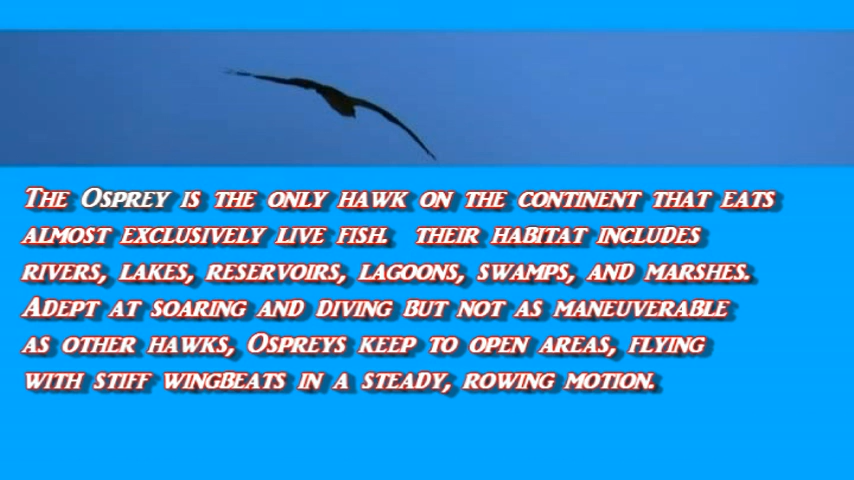 The Osprey is the only hawk on the continent that eats
almost exclusively live fish.  their habitat includes
rivers, lakes, reservoirs, lagoons, swamps, and marshes.
Adept at soaring and diving but not as maneuverable
as other hawks, Ospreys keep to open areas, flying
with stiff wingbeats in a steady, rowing motion.